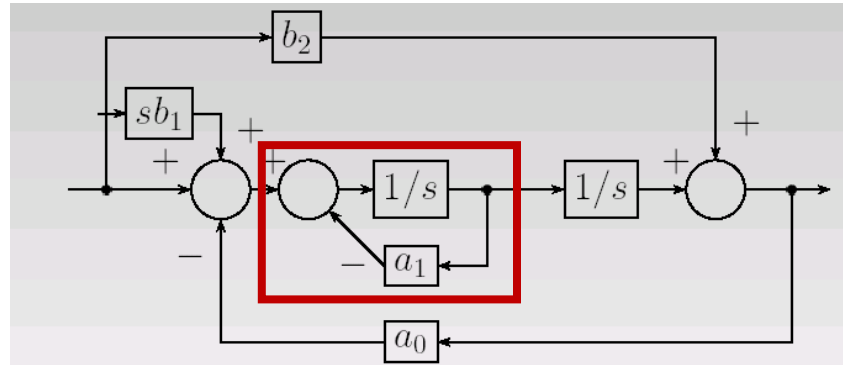 b₂
sb₁
+
+
+
+
+
1/s
1/s
−
−
a₁
a₀